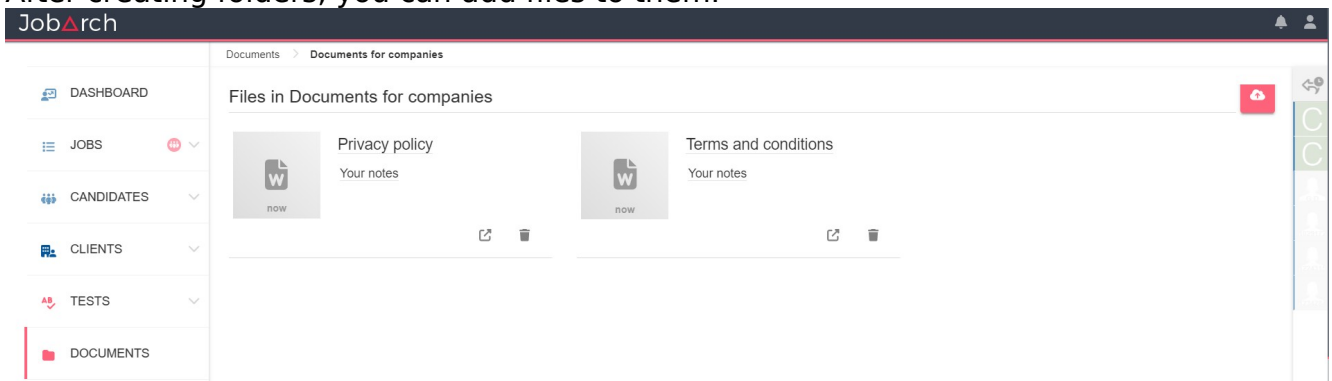 After creating folders, you can add files to them.
Jobarch
Documents > Documents for companies
DASHBOARD
Files in Documents for companies
JOBS
Privacy policy
Terms and conditions
Your notes
Your notes
W
W
now
now
CANDIDATES
CLIENTS
TESTS
DOCUMENTS
C
C